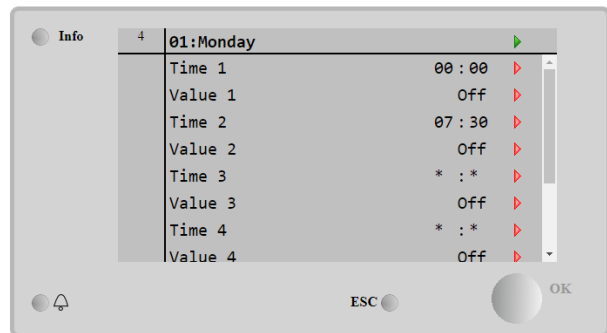 Info
4 01:Monday
Time 1 00:00
Value 1 Off
Time 2 07:30
Value 2 Off
Time 3 * :*
Value 3 Off
Time 4 * :*
Value 4 Off
ESC
OK